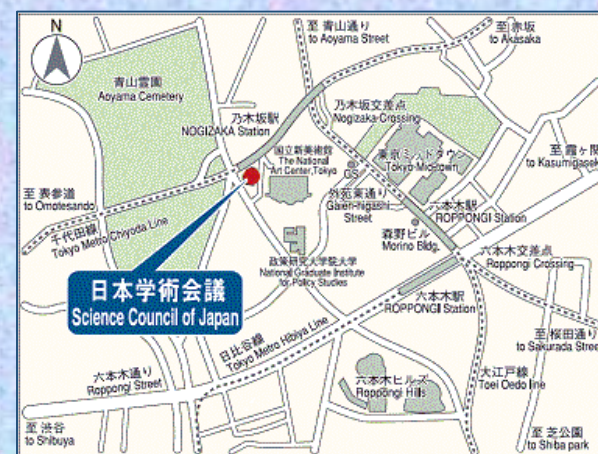 N
至 青山通り
to Aoyama Street
至 赤坂
to Akasaka
青山霊園
Aoyama Cemetery
乃木坂駅
NOGIZAKA Station
乃木坂交差点
Nogizaka Crossing
国立新美術館
The National
Art Center,Tokyo
GS
東京ミッドタウン
Tokyo Mid-town
至 霞ヶ関
to Kasumigasek
至 表参道
to Omotesando
千代田線
Tokyo Metro Chiyoda Line
外苑東通り
Gaien-higashi
Street
六本木駅
ROPPONGI Station
森野ビル
Morino Bldg.
六本木交差点
Roppongi Crossing
政策研究大学院大学
National Graduate Institute
for Policy Studies
日本学術会議
Science Council of Japan
六本木駅
ROPPONGI Station
日比谷線
Tokyo Metro Hibiya Line
至 桜田通り
to Sakurada Street
六本木通り
Roppongi Street
六本木ヒルズ
Roppongi Hills
大江戸線
Toei Oedo line
至 渋谷
to Shibuya
至 芝公園
to Shiba park